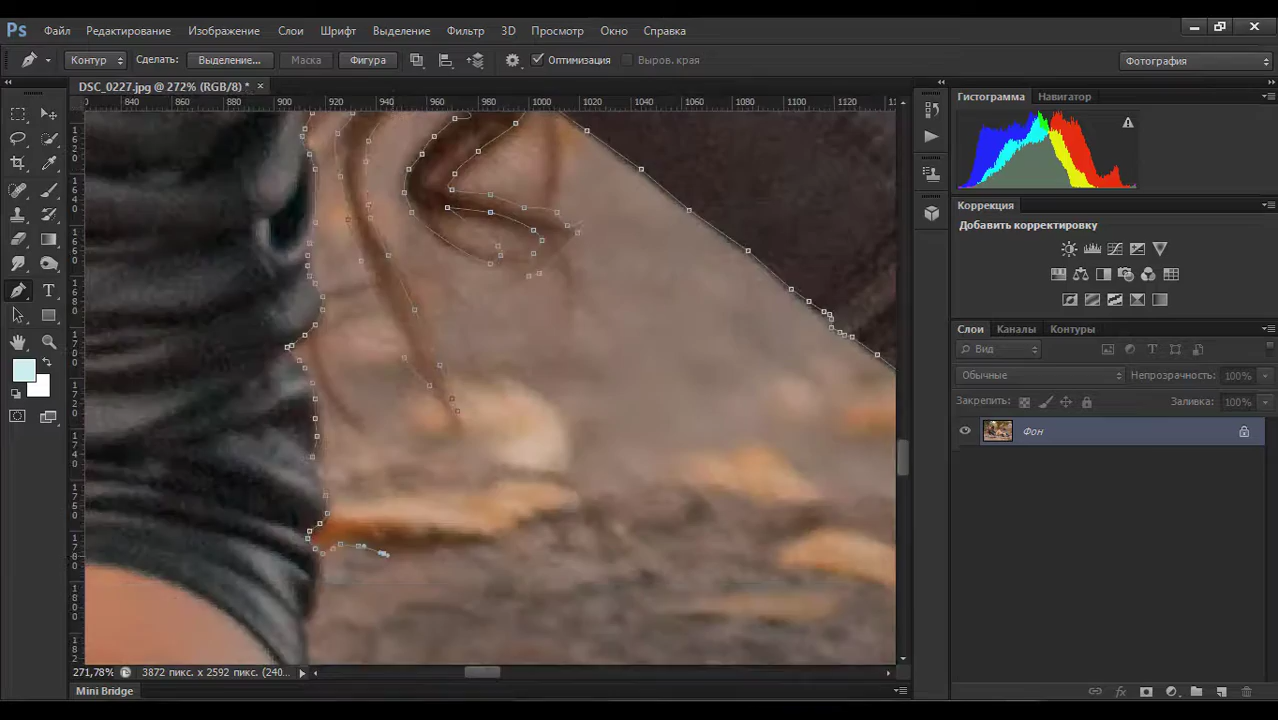 Ps Файл Редактирование Изображение Слои Шрифт Выделение Фильтр 3D Просмотр Окно Справка
Контур Сделать: Выделение... Маска Фигура Оптимизация Выров. края Фотография
DSC_0227.jpg @ 272% (RGB/8) *
840 860 880 900 920 940 960 980 1000 1020 1040 1060 1080 1100 1120
Гистограмма Навигатор
Коррекция
Добавить корректировку
Слои Каналы Контуры
Вид
Обычные Непрозрачность: 100%
Закрепить: Заливка: 100%
Фон
271,78% 3872 пикс. x 2592 пикс. (240...
Mini Bridge